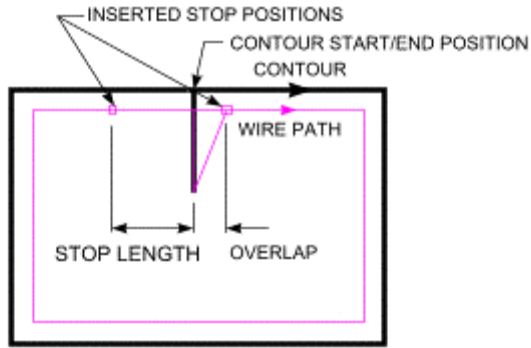 INSERTED STOP POSITIONS
CONTOUR START/END POSITION
CONTOUR
WIRE PATH
STOP LENGTH
OVERLAP